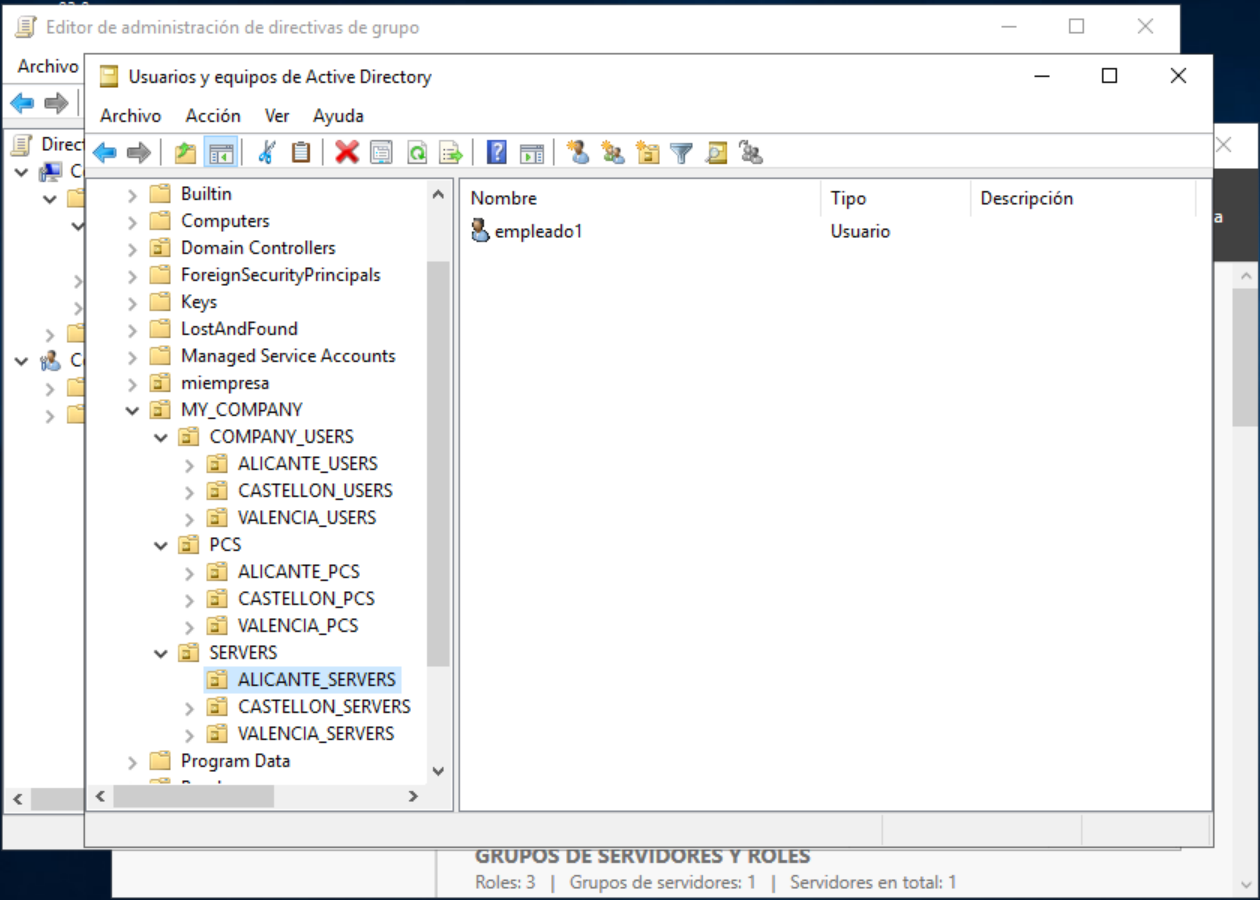 Editor de administración de directivas de grupo
Archivo
Usuarios y equipos de Active Directory
Archivo Acción Ver Ayuda
Direct
Builtin
Computers
Domain Controllers
ForeignSecurityPrincipals
Keys
LostAndFound
Managed Service Accounts
miempresa
MY_COMPANY
COMPANY_USERS
ALICANTE_USERS
CASTELLON_USERS
VALENCIA_USERS
PCS
ALICANTE_PCS
CASTELLON_PCS
VALENCIA_PCS
SERVERS
ALICANTE_SERVERS
CASTELLON_SERVERS
VALENCIA_SERVERS
Program Data
Nombre Tipo Descripción
empleado1 Usuario
a
GRUPOS DE SERVIDORES Y ROLES
Roles: 3 | Grupos de servidores: 1 | Servidores en total: 1